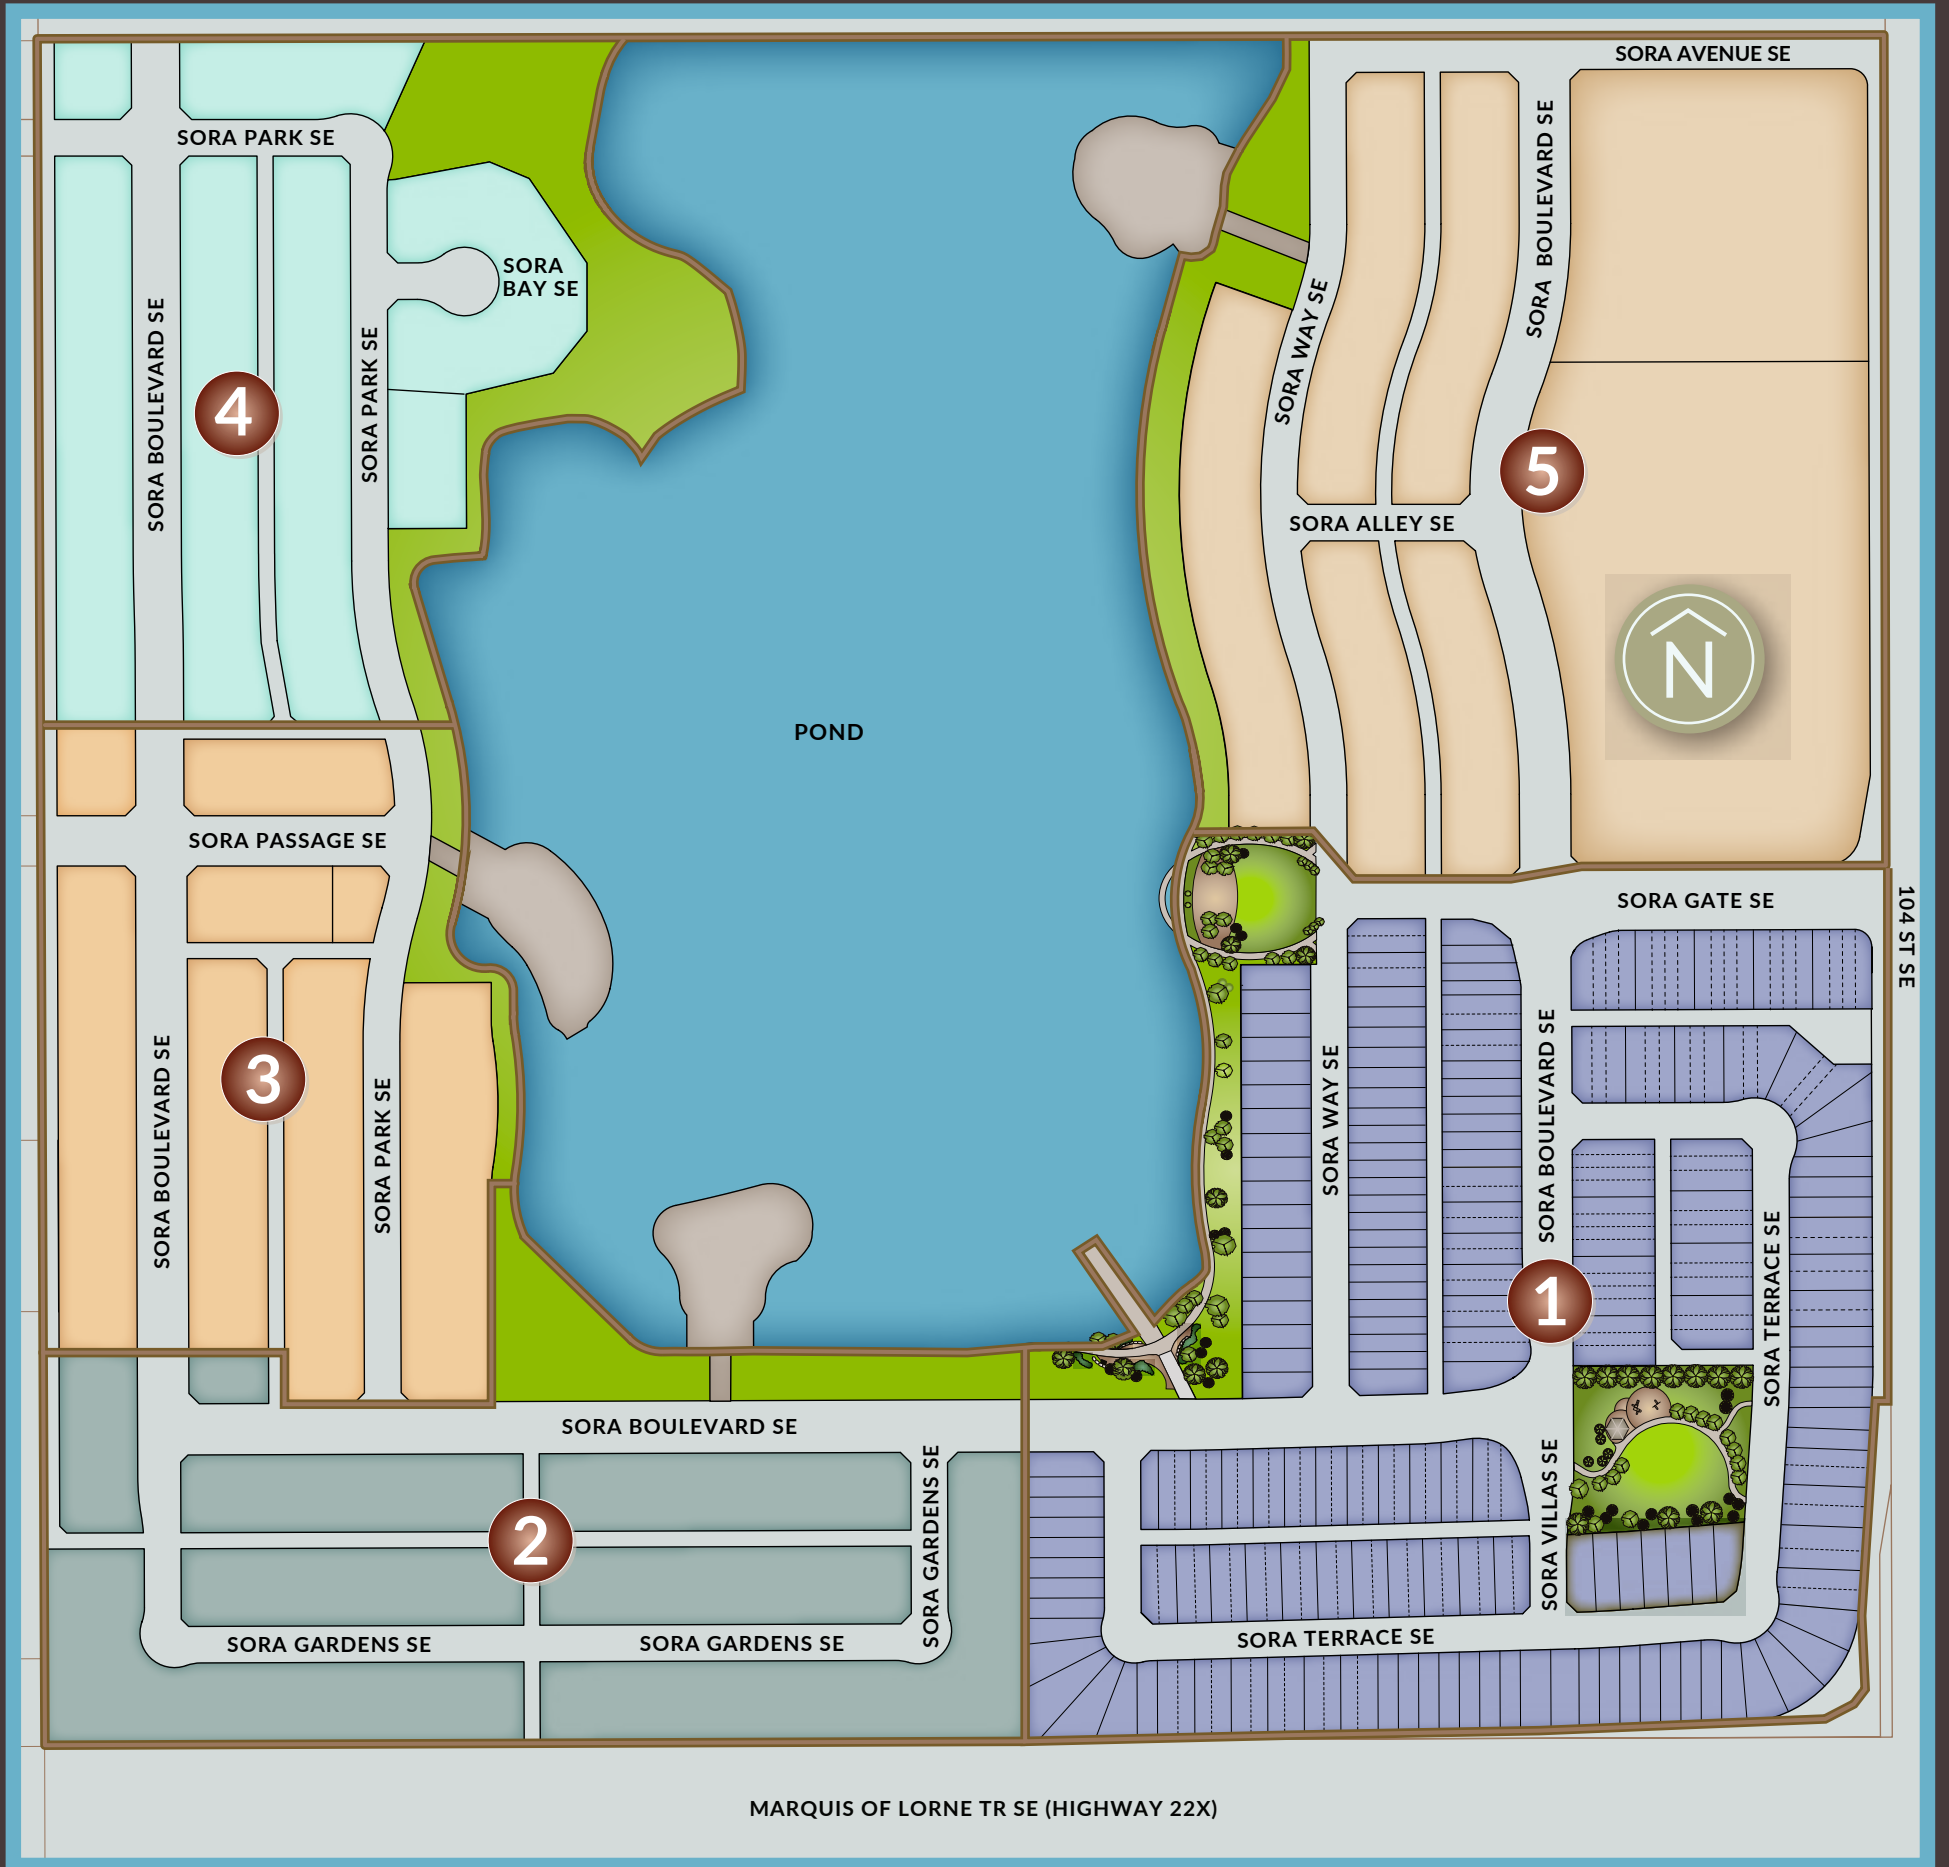 SORA AVENUE SE
SORA PARK SE
SORA BOULEVARD SE
SORA
BAY SE
SORA WAY SE
SORA BOULEVARD SE
SORA PARK SE
4
5
SORA ALLEY SE
N
POND
SORA PASSAGE SE
SORA GATE SE
104 ST SE
SORA BOULEVARD SE
3
SORA PARK SE
SORA WAY SE
SORA BOULEVARD SE
SORA TERRACE SE
1
SORA BOULEVARD SE
SORA GARDENS SE
SORA VILLAS SE
2
SORA GARDENS SE
SORA GARDENS SE
SORA TERRACE SE
MARQUIS OF LORNE TR SE (HIGHWAY 22X)